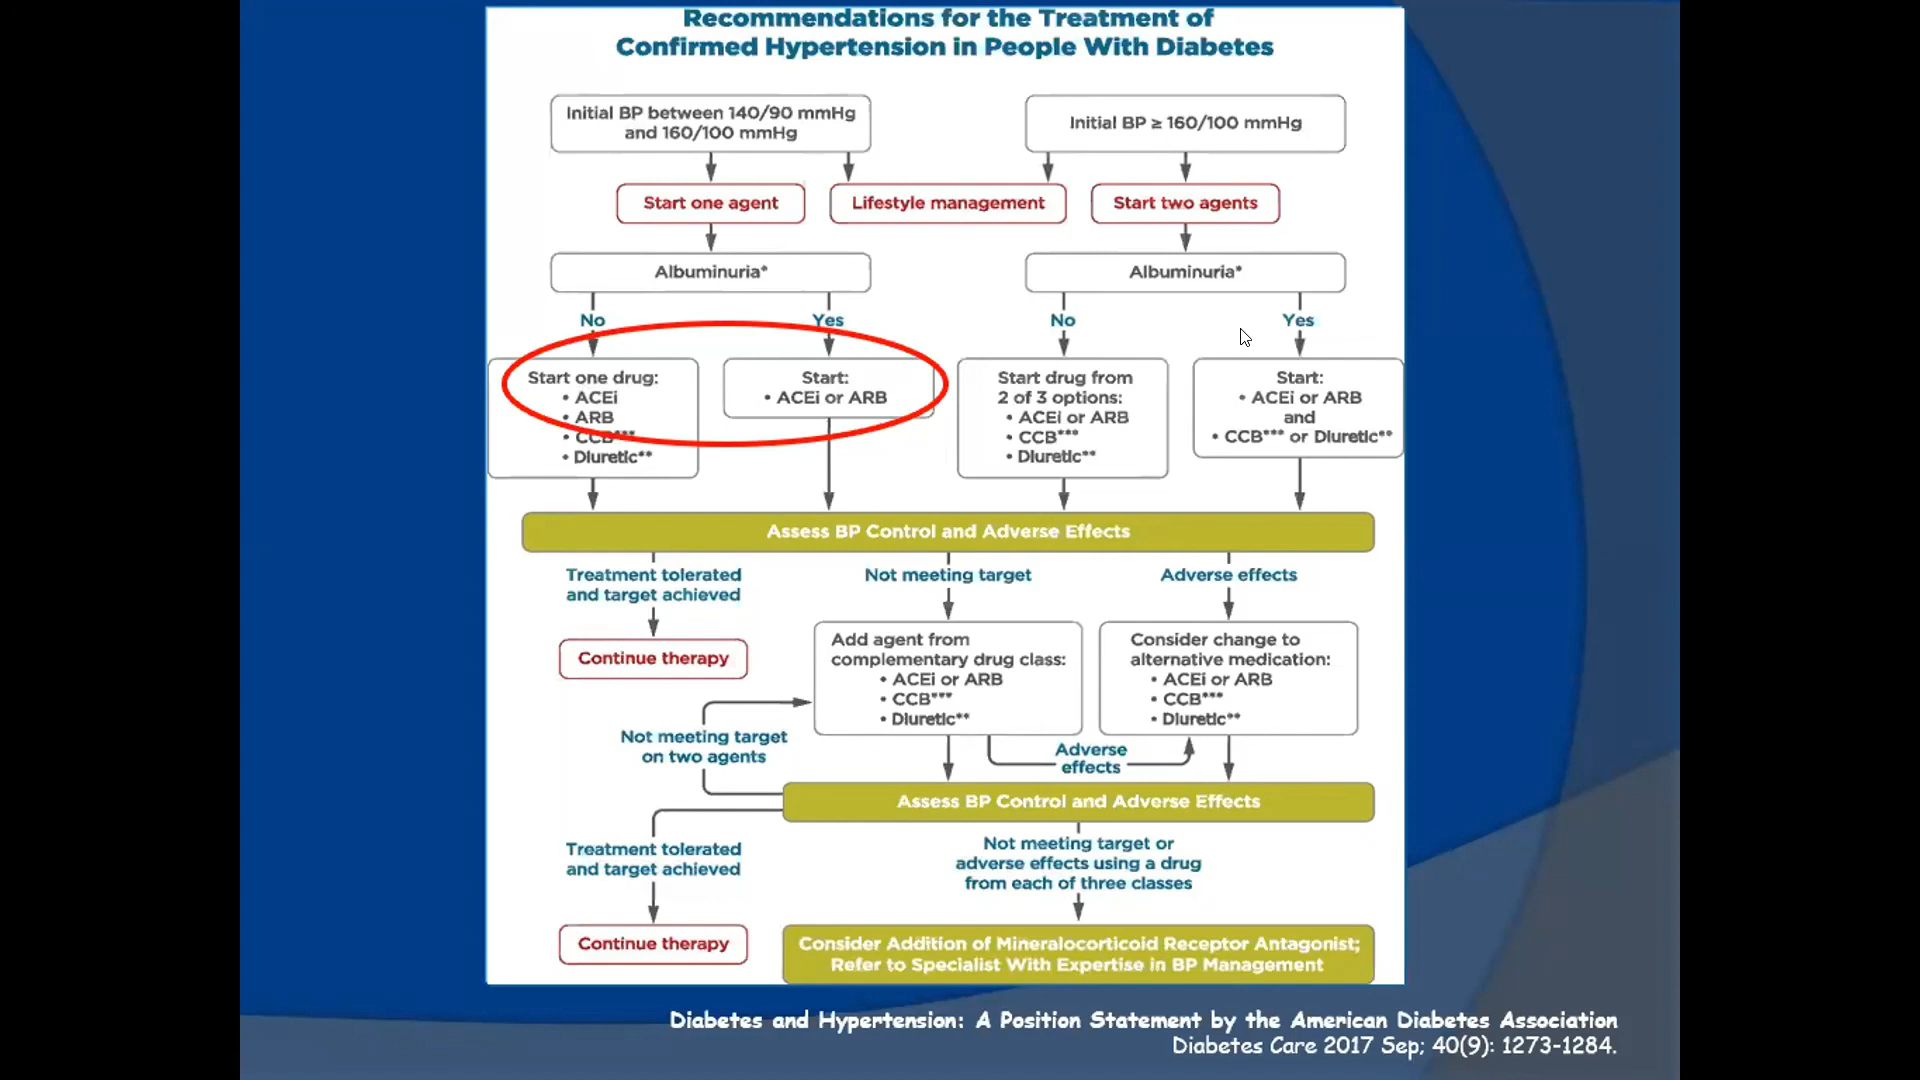 Recommendations for the Treatment of
Confirmed Hypertension in People With Diabetes
Initial BP between 140/90 mmHg
and 160/100 mmHg
Initial BP ≥ 160/100 mmHg
Start one agent
Lifestyle management
Start two agents
Albuminuria*
Albuminuria*
No
Yes
No
Yes
Start one drug:
• ACEi
• ARB
• CCB***
• Diuretic**
Start:
• ACEi or ARB
Start drug from
2 of 3 options:
• ACEi or ARB
• CCB***
• Diuretic**
Start:
• ACEi or ARB
and
• CCB*** or Diuretic**
Assess BP Control and Adverse Effects
Treatment tolerated
and target achieved
Not meeting target
Adverse effects
Continue therapy
Add agent from
complementary drug class:
• ACEi or ARB
• CCB***
• Diuretic**
Consider change to
alternative medication:
• ACEi or ARB
• CCB***
• Diuretic**
Not meeting target
on two agents
Adverse
effects
Assess BP Control and Adverse Effects
Treatment tolerated
and target achieved
Not meeting target or
adverse effects using a drug
from each of three classes
Continue therapy
Consider Addition of Mineralocorticoid Receptor Antagonist;
Refer to Specialist With Expertise in BP Management
Diabetes and Hypertension: A Position Statement by the American Diabetes Association
Diabetes Care 2017 Sep; 40(9): 1273-1284.